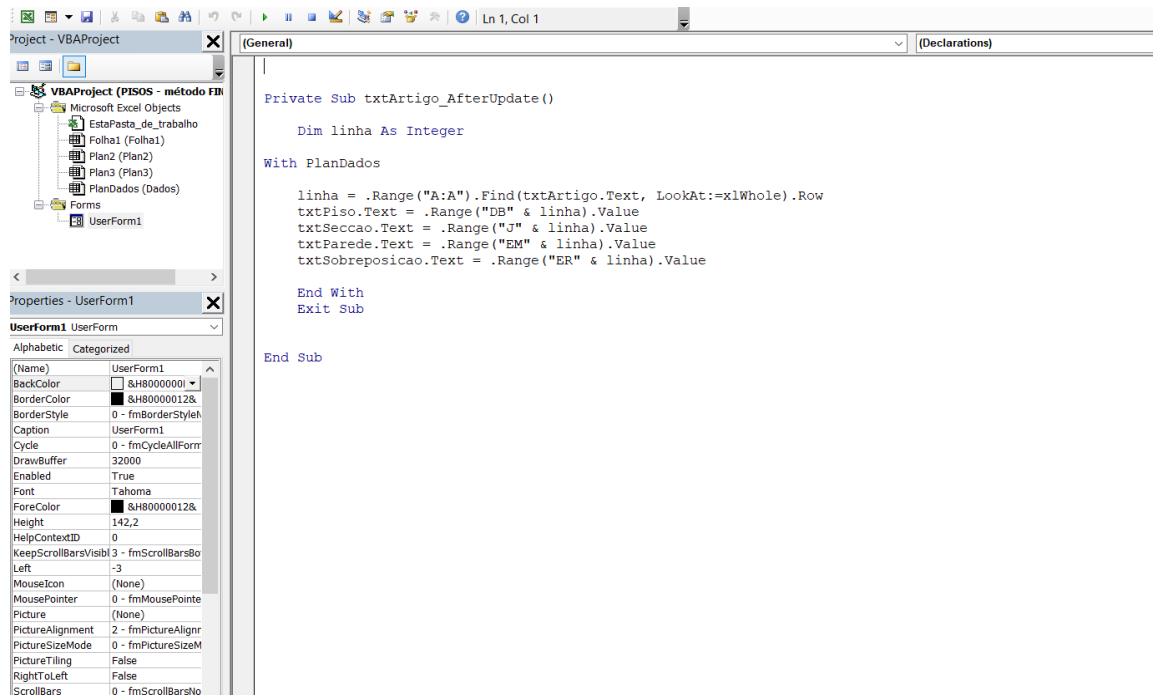 Ln 1, Col 1
Project - VBAProject
(General)
(Declarations)
VBAProject (PISOS - método FIN
Microsoft Excel Objects
EstaPasta_de_trabalho
Folha1 (Folha1)
Plan2 (Plan2)
Plan3 (Plan3)
PlanDados (Dados)
Forms
UserForm1
Private Sub txtArtigo_AfterUpdate()
Dim linha As Integer
With PlanDados
linha = .Range("A:A").Find(txtArtigo.Text, LookAt:=xlWhole).Row
txtPiso.Text = .Range("DB" & linha).Value
txtSeccao.Text = .Range("J" & linha).Value
txtParede.Text = .Range("EM" & linha).Value
txtSobreposicao.Text = .Range("ER" & linha).Value
End With
Exit Sub
End Sub
Properties - UserForm1
UserForm1 UserForm
Alphabetic Categorized
(Name) UserForm1
BackColor &H8000000
BorderColor &H80000012&
BorderStyle 0 - fmBorderStyleN
Caption UserForm1
Cycle 0 - fmCycleAllForm
DrawBuffer 32000
Enabled True
Font Tahoma
ForeColor &H80000012&
Height 142,2
HelpContextID 0
KeepScrollBarsVisibl 3 - fmScrollBarsBo
Left -3
MouseIcon (None)
MousePointer 0 - fmMousePointe
Picture (None)
PictureAlignment 2 - fmPictureAlignr
PictureSizeMode 0 - fmPictureSizeM
PictureTiling False
RightToLeft False
ScrollBars 0 - fmScrollBarsNo